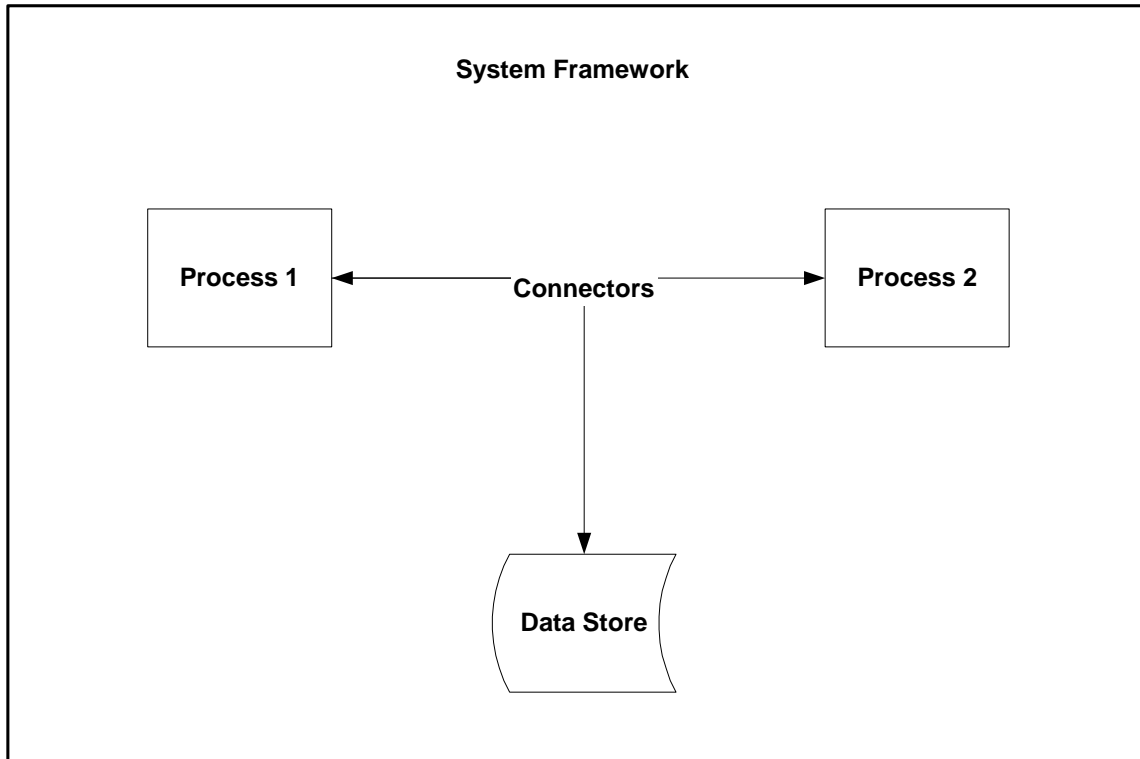 System Framework
Process 1
Connectors
Process 2
Data Store